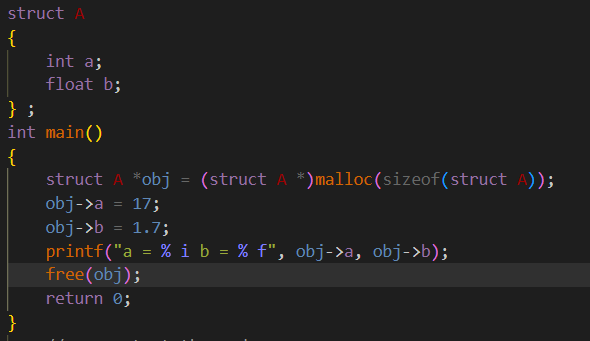 struct A
{
    int a;
    float b;
} ;
int main()
{
    struct A *obj = (struct A *)malloc(sizeof(struct A));
    obj->a = 17;
    obj->b = 1.7;
    printf("a = % i b = % f", obj->a, obj->b);
    free(obj);
    return 0;
}